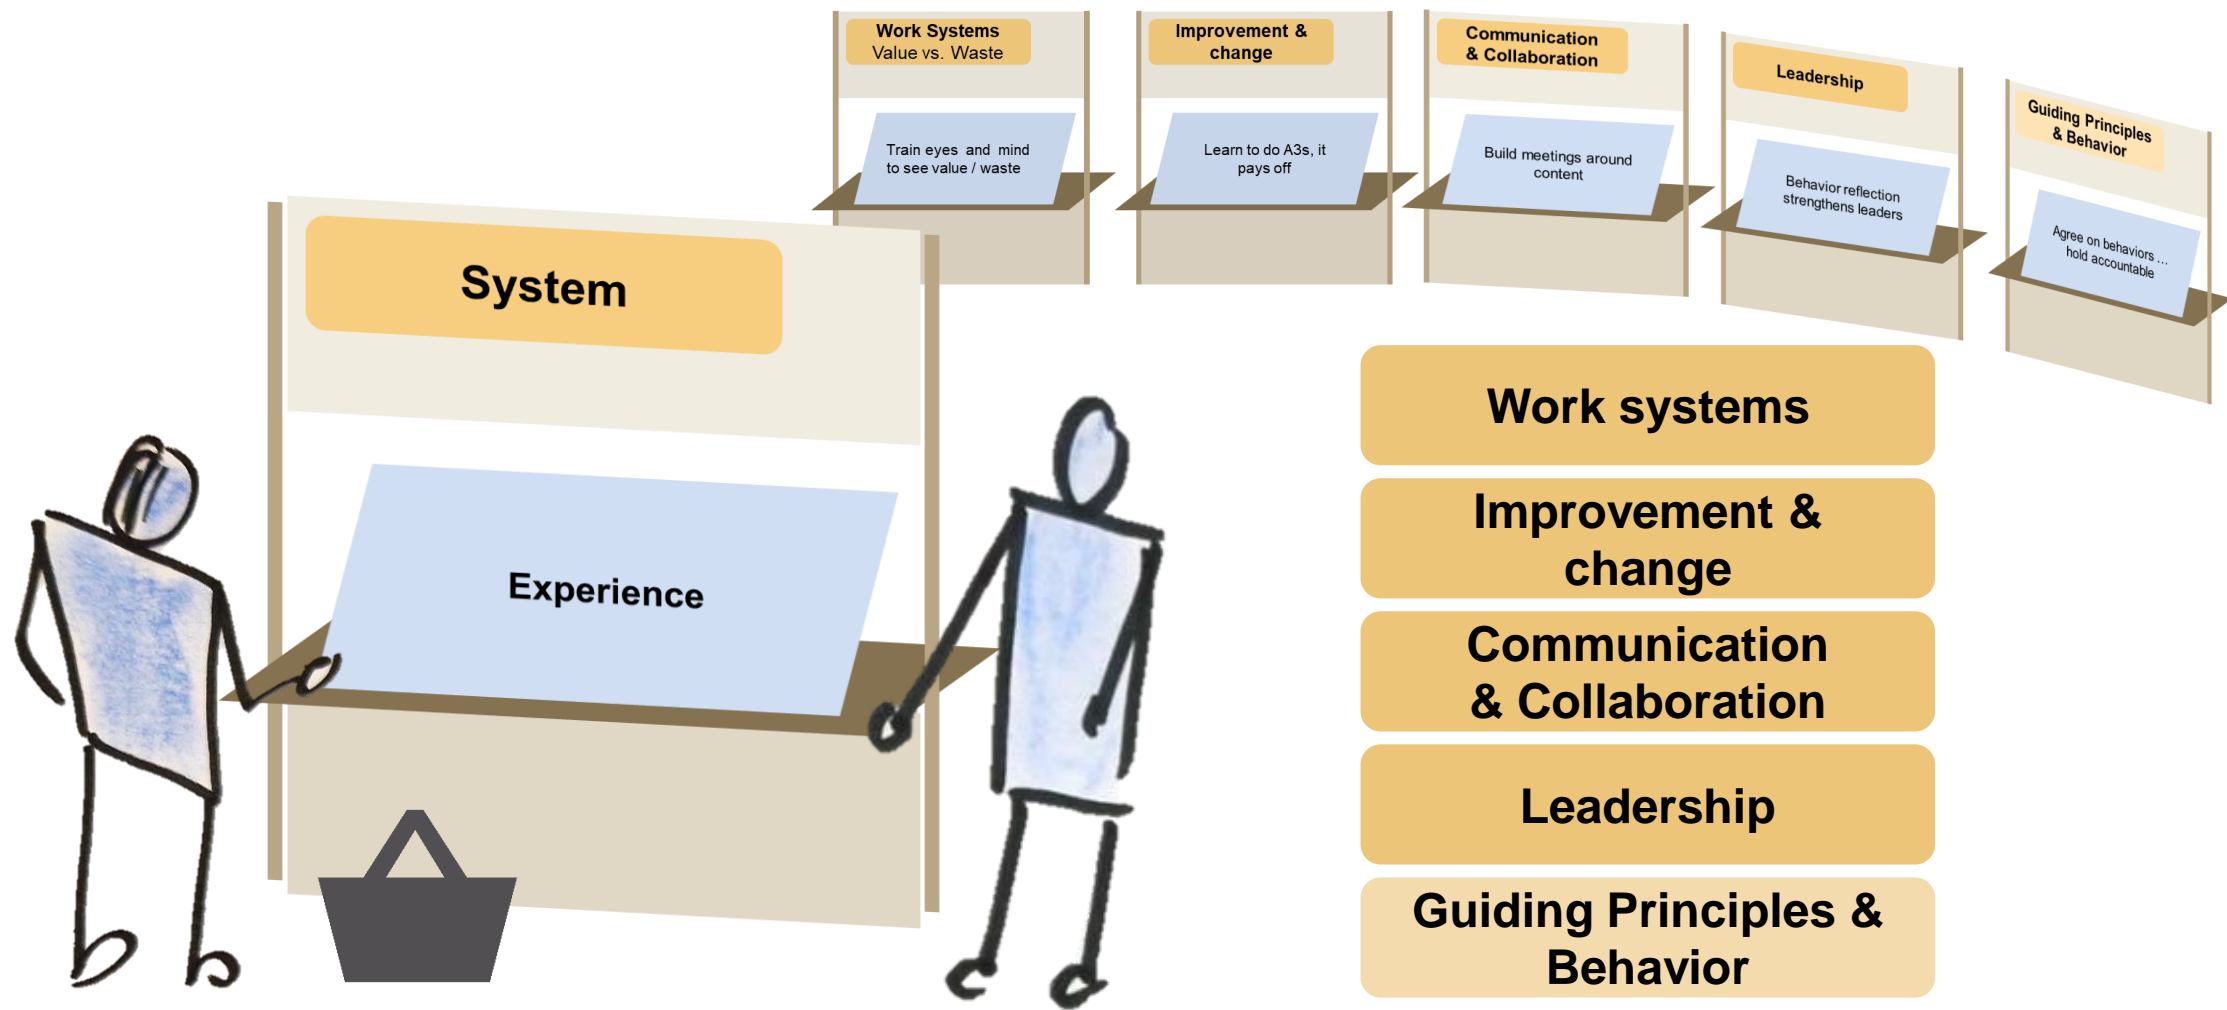 Work Systems
Value vs. Waste
Train eyes and mind
to see value / waste
Improvement &
change
Learn to do A3s, it
pays off
Communication
& Collaboration
Build meetings around
content
Leadership
Behavior reflection
strengthens leaders
Guiding Principles
& Behavior
Agree on behaviors ...
hold accountable
System
Experience
Work systems
Improvement &
change
Communication
& Collaboration
Leadership
Guiding Principles &
Behavior